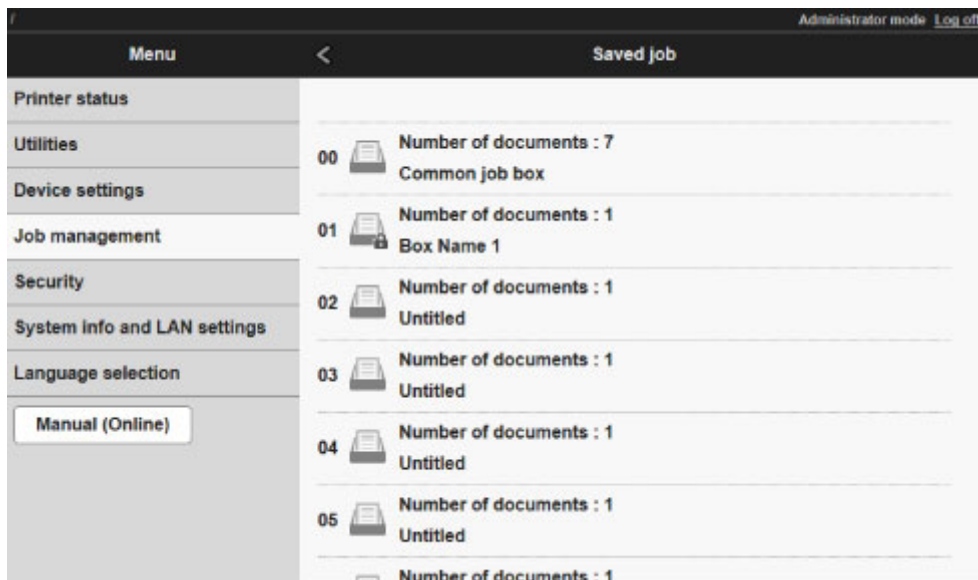 Administrator mode Log off
Menu
< Saved job
Printer status
Utilities
Device settings
Job management
Security
System info and LAN settings
Language selection
Manual (Online)
00
Number of documents : 7
Common job box
01
Number of documents : 1
Box Name 1
02
Number of documents : 1
Untitled
03
Number of documents : 1
Untitled
04
Number of documents : 1
Untitled
05
Number of documents : 1
Untitled
Number of documents : 1